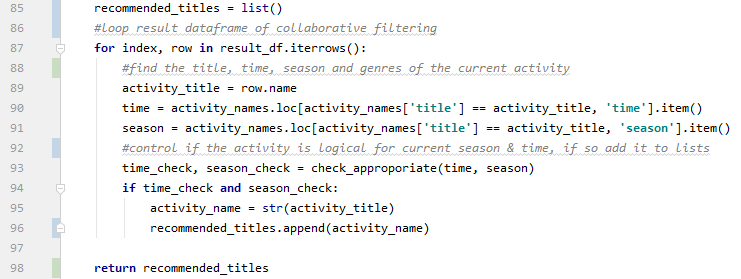 85 recommended_titles = list()
86 #loop result dataframe of collaborative filtering
87 for index, row in result_df.iterrows():
88 #find the title, time, season and genres of the current activity
89 activity_title = row.name
90 time = activity_names.loc[activity_names['title'] == activity_title, 'time'].item()
91 season = activity_names.loc[activity_names['title'] == activity_title, 'season'].item()
92 #control if the activity is logical for current season & time, if so add it to lists
93 time_check, season_check = check_approporiate(time, season)
94 if time_check and season_check:
95 activity_name = str(activity_title)
96 recommended_titles.append(activity_name)
97
98 return recommended_titles